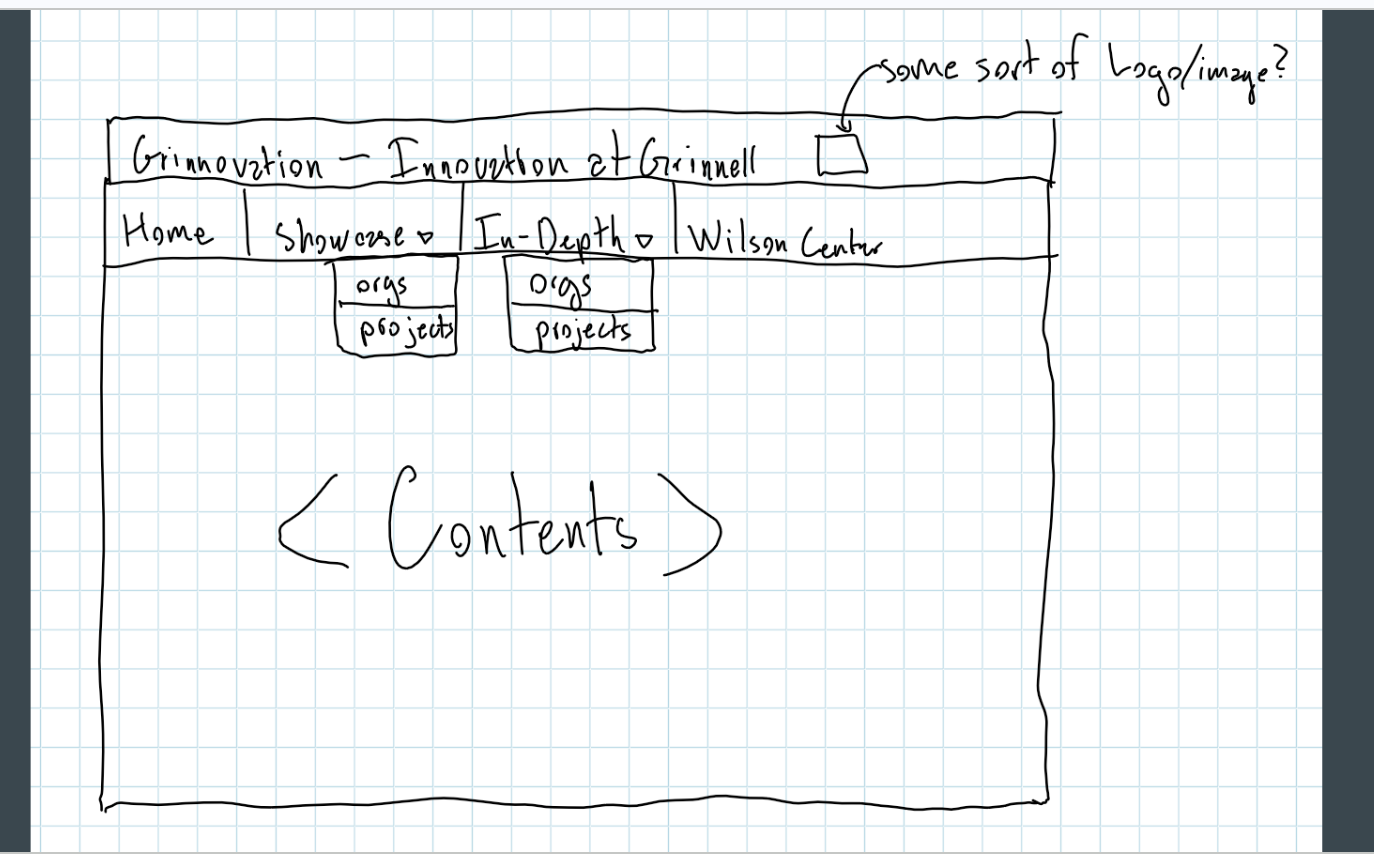 some sort of Logo/image?
Grinnovation - Innovation at Grinnell
Home Showcase In-Depth Wilson Center
orgs orgs
projects projects
< Contents >